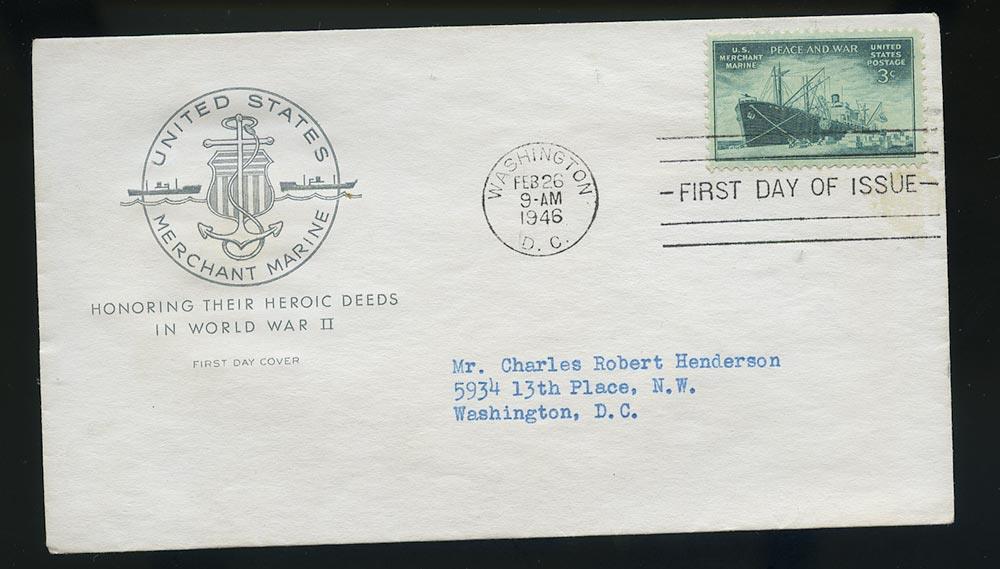 UNITED STATES
MERCHANT MARINE
HONORING THEIR HEROIC DEEDS
IN WORLD WAR II
FIRST DAY COVER
WASHINGTON
FEB 26
9-AM
1946
D. C.
U.S. MERCHANT MARINE
PEACE AND WAR
UNITED STATES POSTAGE
3¢
-FIRST DAY OF ISSUE-
Mr. Charles Robert Henderson
5934 13th Place, N.W.
Washington, D.C.